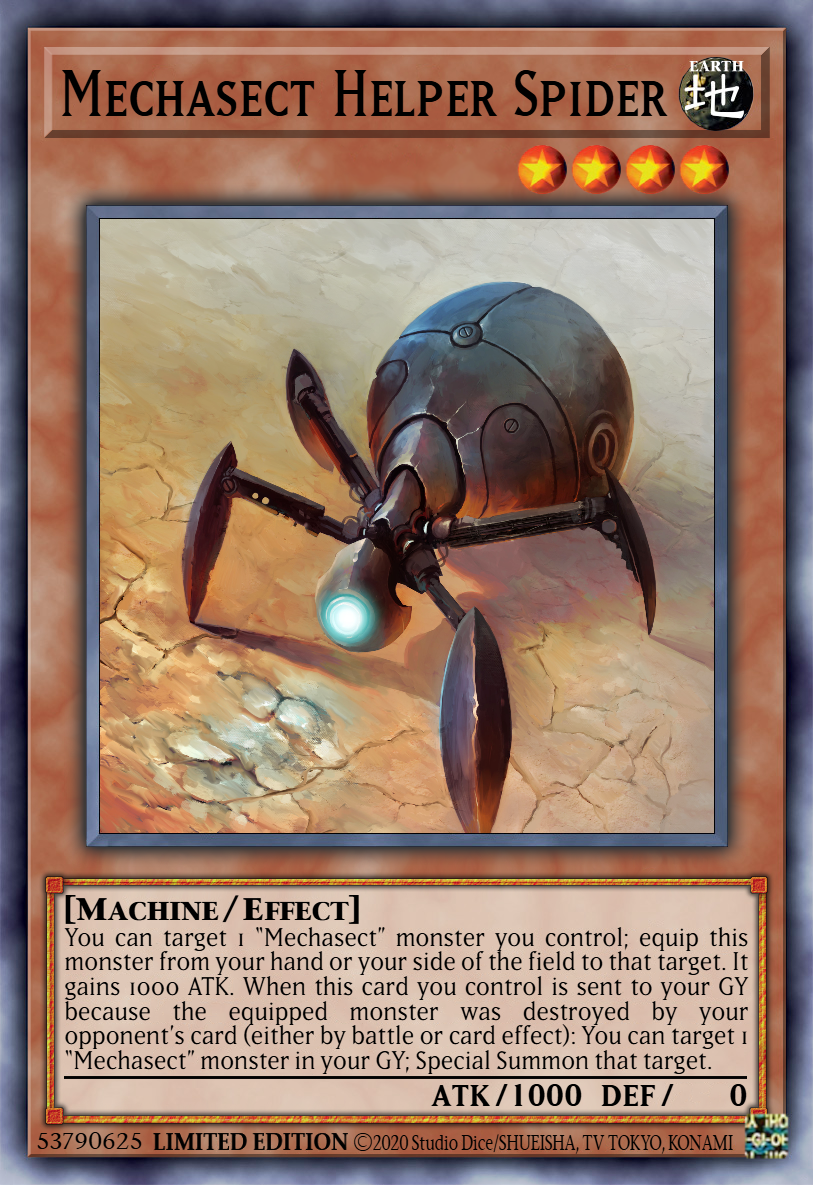 Mechasect Helper Spider
EARTH
地
[Machine/Effect]
You can target 1 “Mechasect” monster you control; equip this
monster from your hand or your side of the field to that target. It
gains 1000 ATK. When this card you control is sent to your GY
because the equipped monster was destroyed by your
opponent’s card (either by battle or card effect): You can target 1
“Mechasect” monster in your GY; Special Summon that target.
ATK/1000 DEF/ 0
53790625 LIMITED EDITION ©2020 Studio Dice/SHUEISHA, TV TOKYO, KONAMI